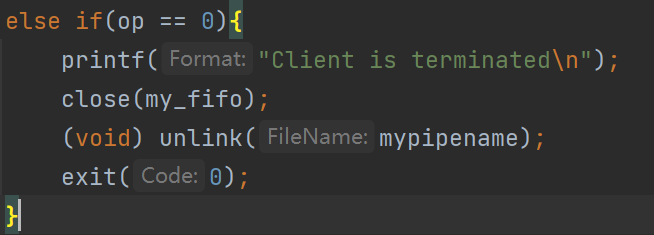 else if(op == 0){
    printf( Format: "Client is terminated\n");
    close(my_fifo);
    (void) unlink( FileName: mypipename);
    exit( Code: 0);
}